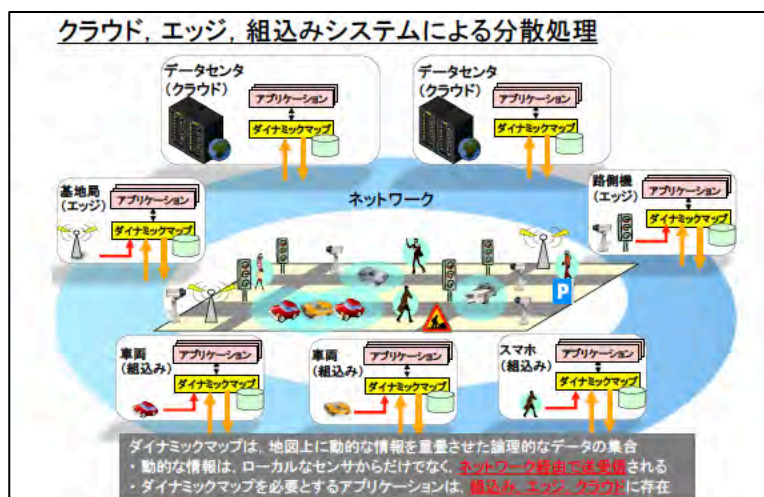 クラウド，エッジ，組込みシステムによる分散処理
データセンタ
(クラウド)
アプリケーション
ダイナミックマップ
データセンタ
(クラウド)
アプリケーション
ダイナミックマップ
基地局
(エッジ)
アプリケーション
ダイナミックマップ
ネットワーク
路側機
(エッジ)
アプリケーション
ダイナミックマップ
P
車両
(組込み)
アプリケーション
ダイナミックマップ
車両
(組込み)
アプリケーション
ダイナミックマップ
スマホ
(組込み)
アプリケーション
ダイナミックマップ
ダイナミックマップは，地図上に動的な情報を重畳させた論理的なデータの集合
・動的な情報は，ローカルなセンサからだけでなく，ネットワーク経由で送受信される
・ダイナミックマップを必要とするアプリケーションは，組込み，エッジ，クラウドに存在